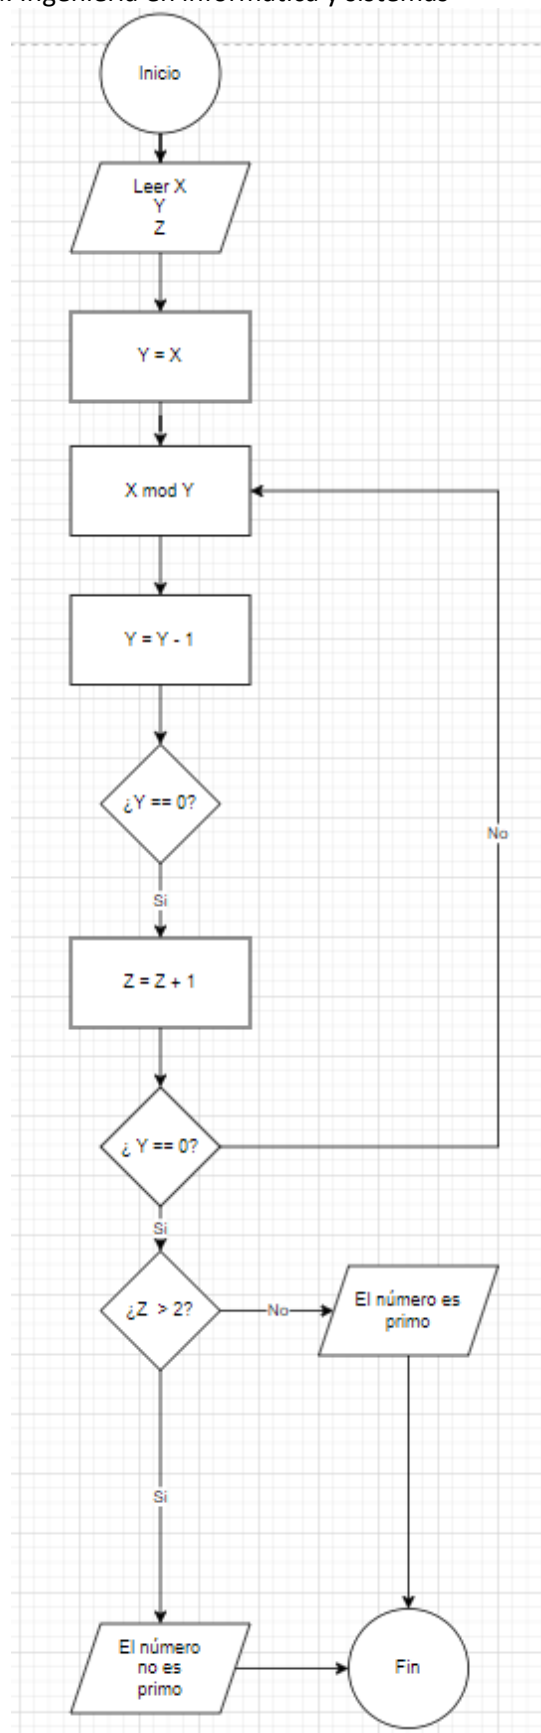 Ingeniería en informática y sistemas
Inicio
Leer X
Y
Z
Y = X
X mod Y
Y = Y - 1
¿Y == 0?
No
Si
Z = Z + 1
¿ Y == 0?
Si
¿Z > 2?
No
El número es
primo
Si
El número
no es
primo
Fin